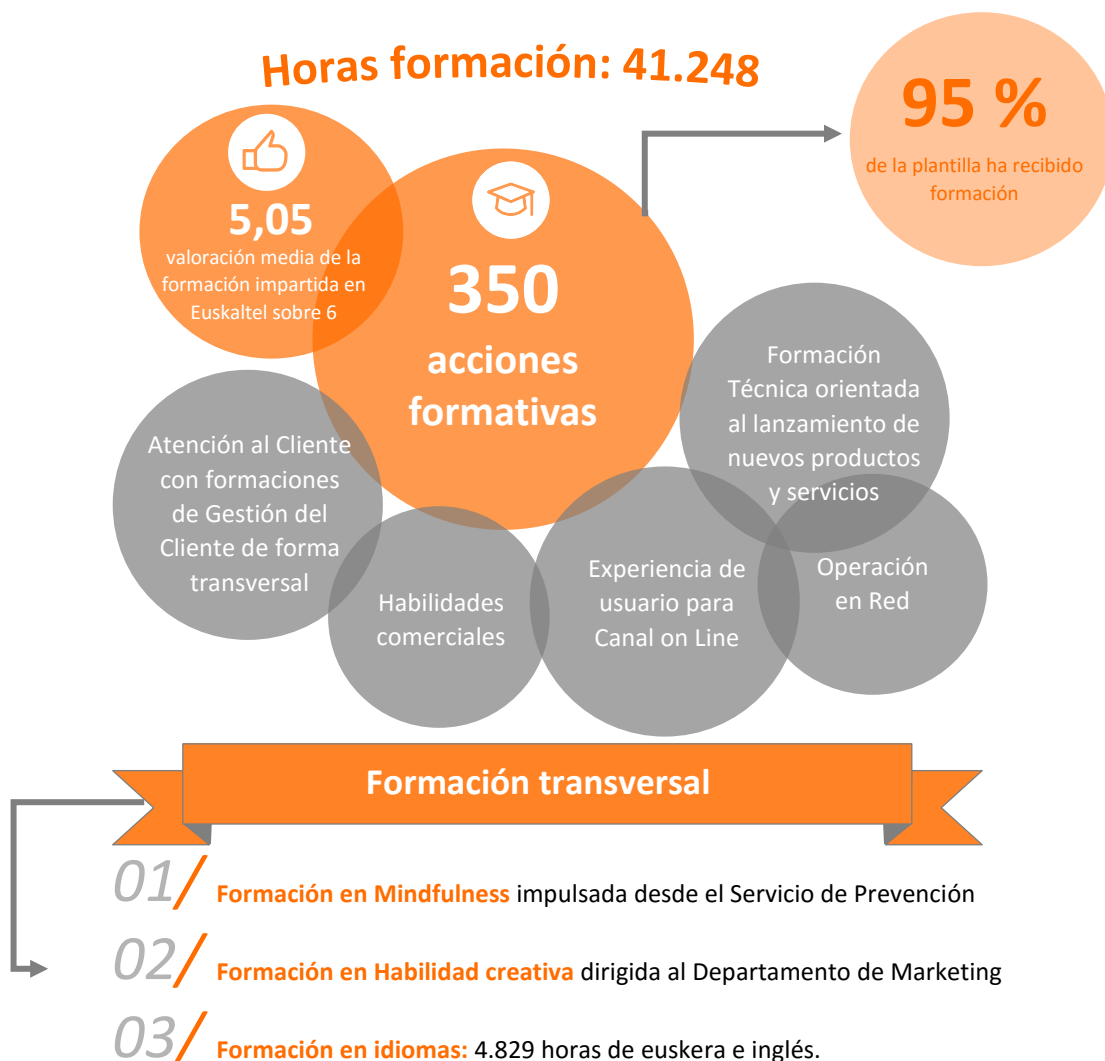 Horas formación: 41.248
95 %
de la plantilla ha recibido
formación
5,05
valoración media de la
formación impartida en
Euskaltel sobre 6
350
acciones
formativas
Formación
Técnica orientada
al lanzamiento de
nuevos productos
y servicios
Atención al Cliente
con formaciones
de Gestión del
Cliente de forma
transversal
Habilidades
comerciales
Experiencia de
usuario para
Canal on Line
Operación
en Red
Formación transversal
01/ Formación en Mindfulness impulsada desde el Servicio de Prevención
02/ Formación en Habilidad creativa dirigida al Departamento de Marketing
03/ Formación en idiomas: 4.829 horas de euskera e inglés.